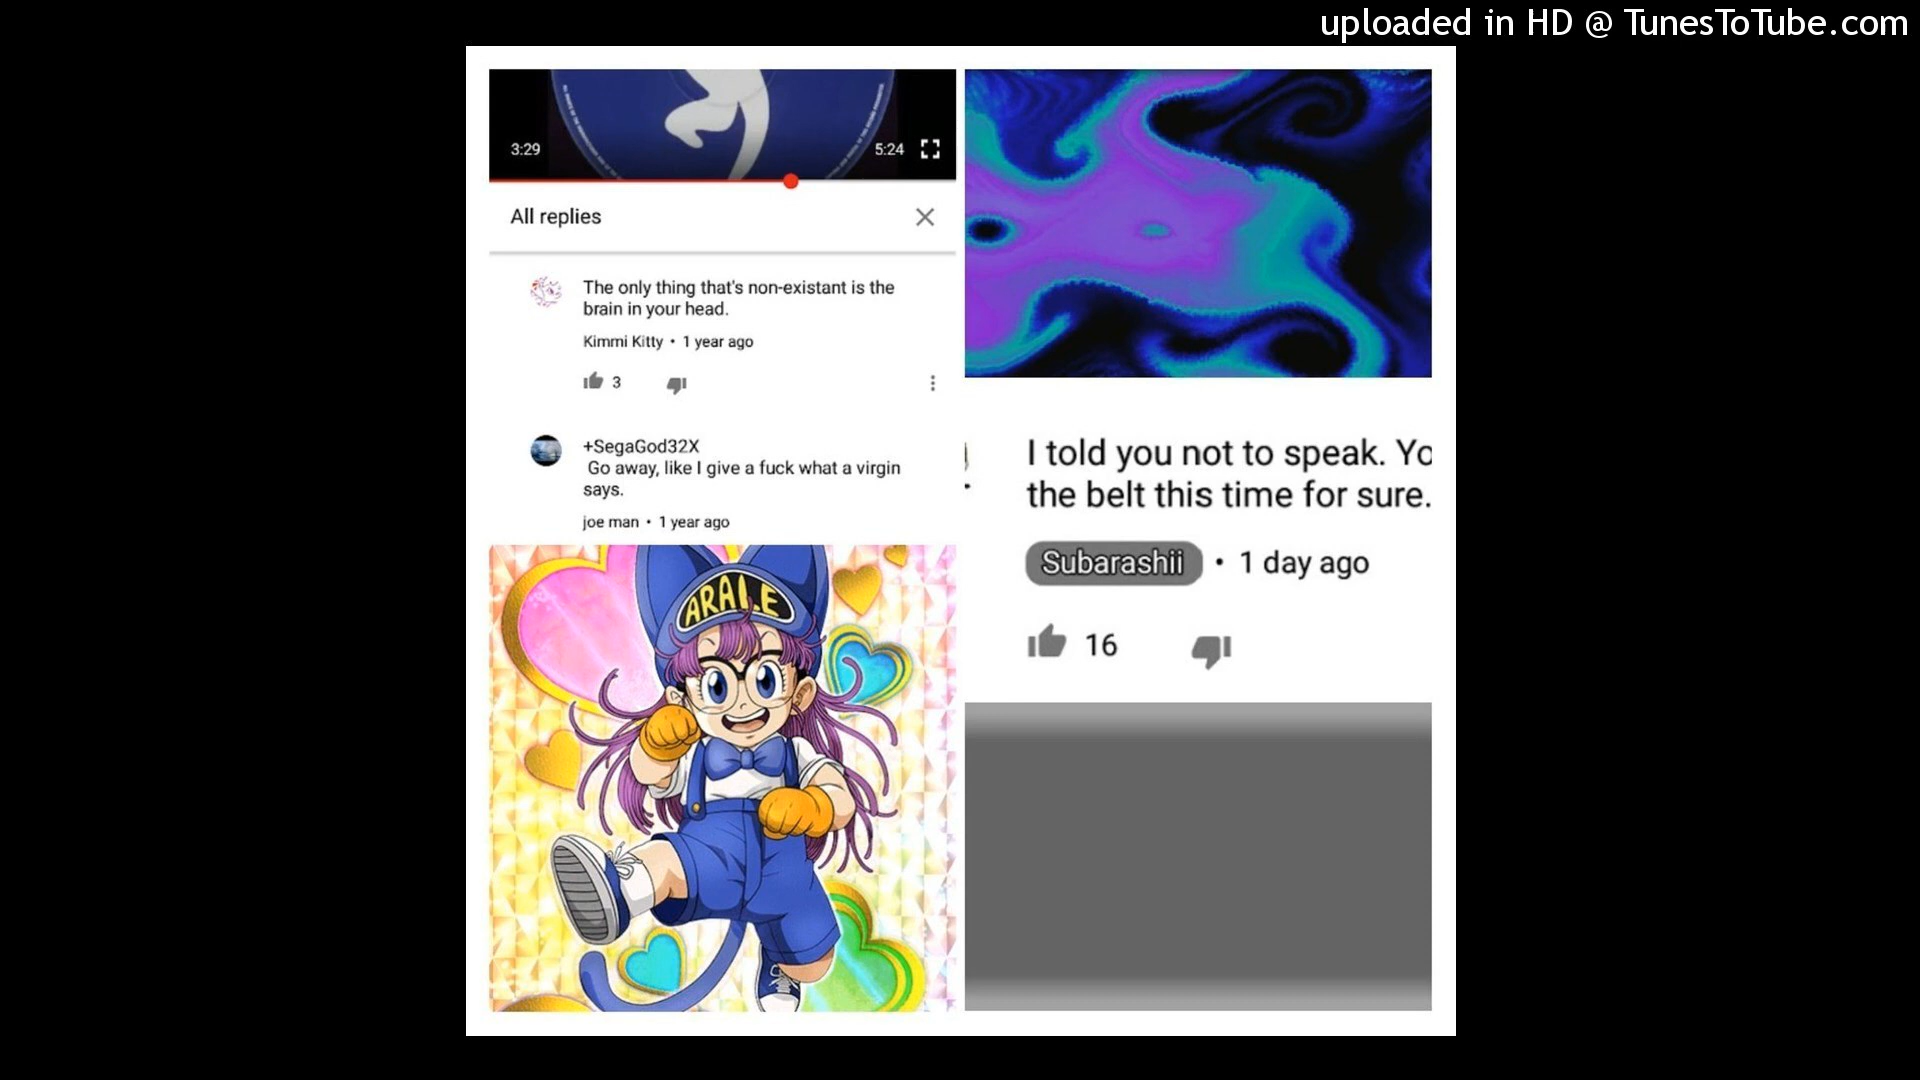 uploaded in HD @ TunesToTube.com
3:29
5:24
All replies
The only thing that's non-existant is the
brain in your head.
Kimmi Kitty • 1 year ago
3
+SegaGod32X
Go away, like I give a fuck what a virgin
says.
joe man • 1 year ago
ARALE
I told you not to speak. Yo
the belt this time for sure.
Subarashii • 1 day ago
16